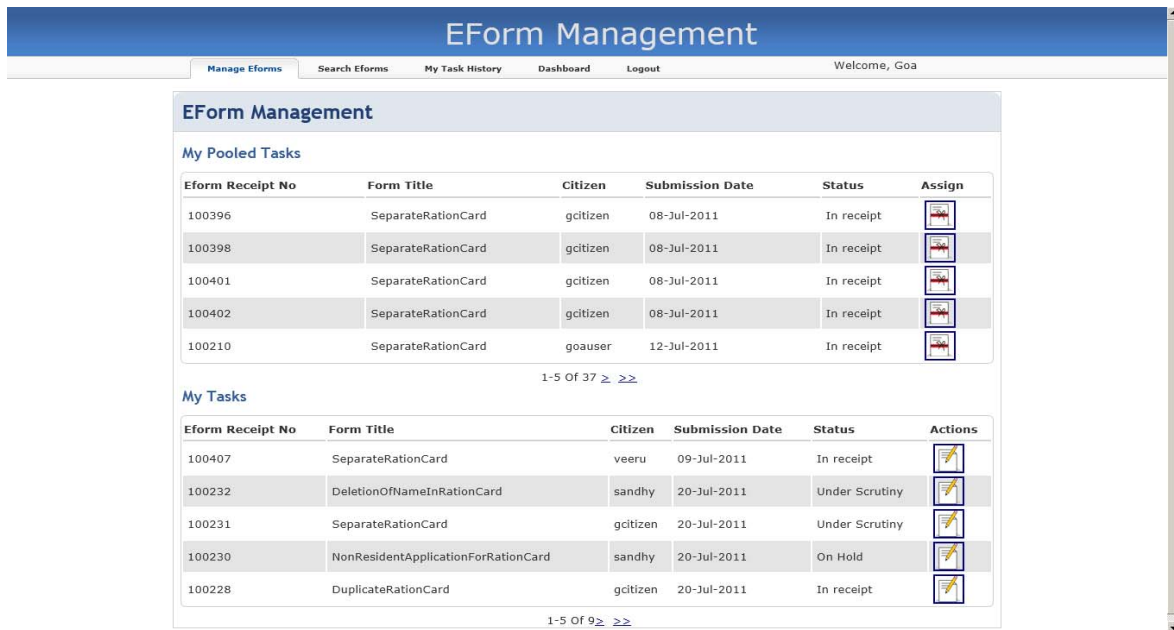 EForm Management
Manage Eforms Search Eforms My Task History Dashboard Logout Welcome, Goa
EForm Management
My Pooled Tasks
Eform Receipt No Form Title Citizen Submission Date Status Assign
100396 SeparateRationCard gcitizen 08-Jul-2011 In receipt
100398 SeparateRationCard gcitizen 08-Jul-2011 In receipt
100401 SeparateRationCard gcitizen 08-Jul-2011 In receipt
100402 SeparateRationCard gcitizen 08-Jul-2011 In receipt
100210 SeparateRationCard goauser 12-Jul-2011 In receipt
1-5 Of 37 > >>
My Tasks
Eform Receipt No Form Title Citizen Submission Date Status Actions
100407 SeparateRationCard veeru 09-Jul-2011 In receipt
100232 DeletionOfNameInRationCard sandhy 20-Jul-2011 Under Scrutiny
100231 SeparateRationCard gcitizen 20-Jul-2011 Under Scrutiny
100230 NonResidentApplicationForRationCard sandhy 20-Jul-2011 On Hold
100228 DuplicateRationCard gcitizen 20-Jul-2011 In receipt
1-5 Of 9> >>